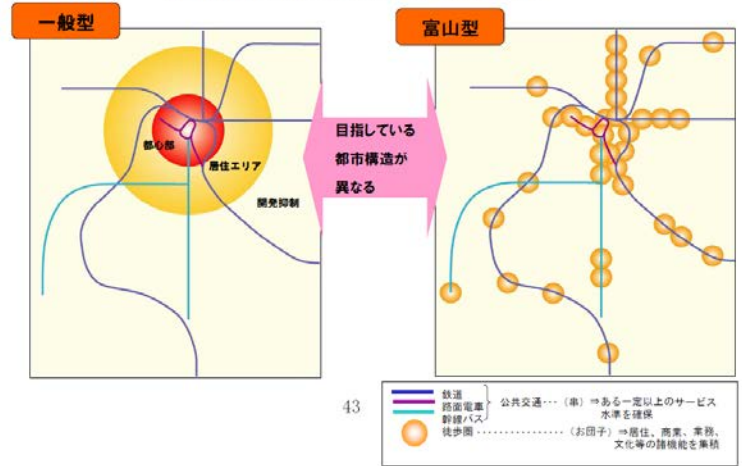 一般型
富山型
都心部
居住エリア
開発抑制
目指している
都市構造が
異なる
43
鉄道
路面電車
幹線バス
公共交通‥‥（串）⇒ある一定以上のサービス
水準を確保
徒歩圏‥‥‥‥‥‥‥（お団子）⇒居住、商業、業務、
文化等の諸機能を集積